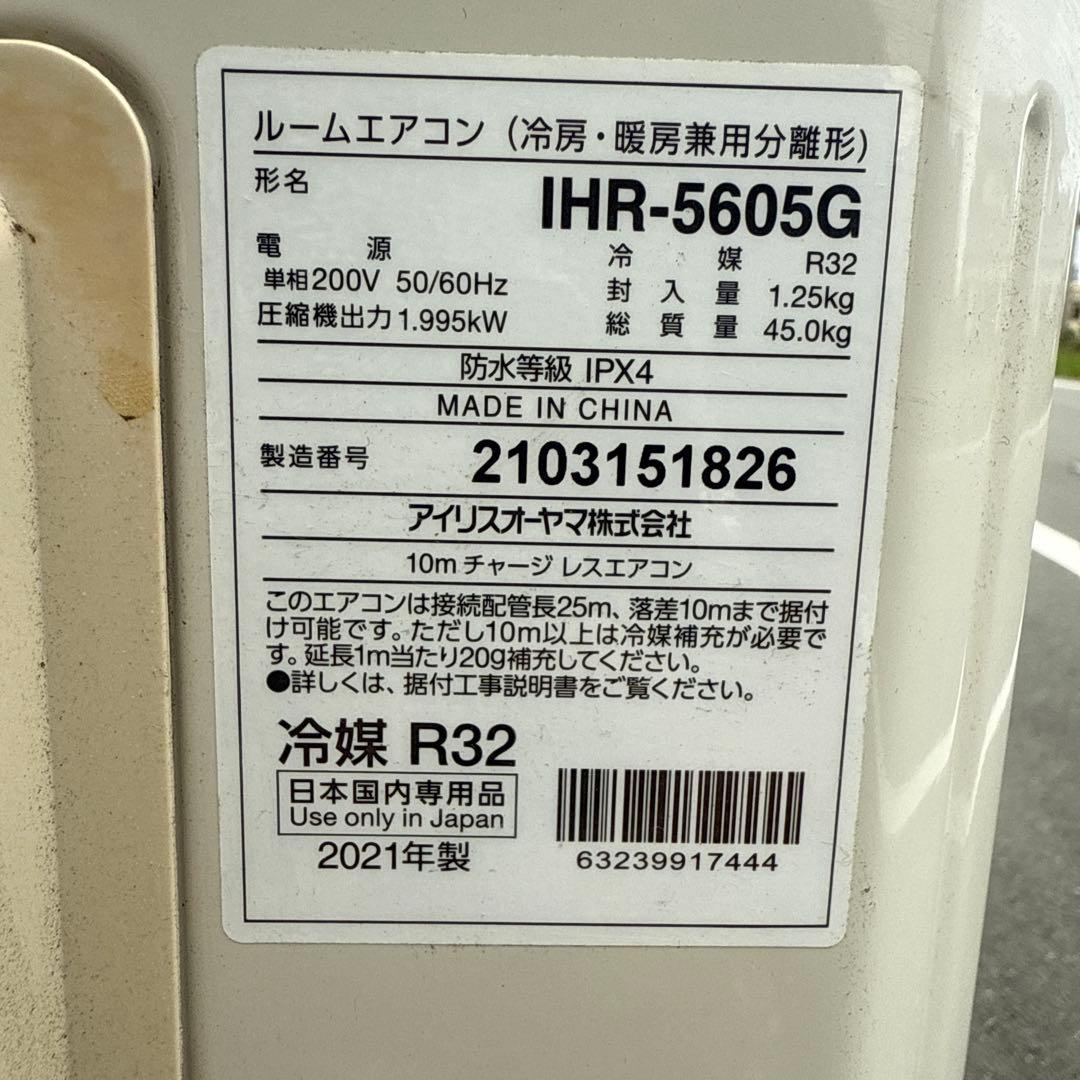 ルームエアコン（冷房・暖房兼用分離形）
形名 IHR-5605G
電源
単相200V 50/60Hz
圧縮機出力1.995kW
冷媒 R32
封入量 1.25kg
総質量 45.0kg
防水等級 IPX4
MADE IN CHINA
製造番号 2103151826
アイリスオーヤマ株式会社
10mチャージレスエアコン
このエアコンは接続配管長25m、落差10mまで据付
け可能です。ただし10m以上は冷媒補充が必要で
す。延長1m当たり20g補充してください。
●詳しくは、据付工事説明書をご覧ください。
冷媒 R32
日本国内専用品
Use only in Japan
2021年製
63239917444